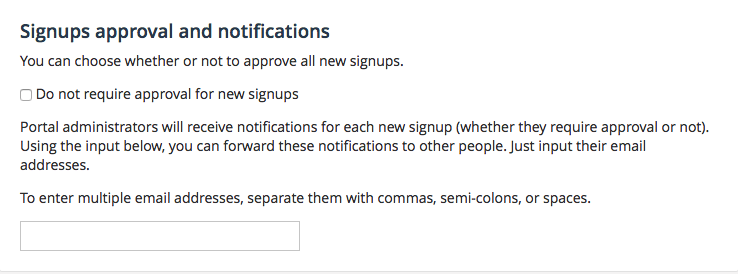 Signups approval and notifications
You can choose whether or not to approve all new signups.
Do not require approval for new signups
Portal administrators will receive notifications for each new signup (whether they require approval or not).
Using the input below, you can forward these notifications to other people. Just input their email
addresses.
To enter multiple email addresses, separate them with commas, semi-colons, or spaces.